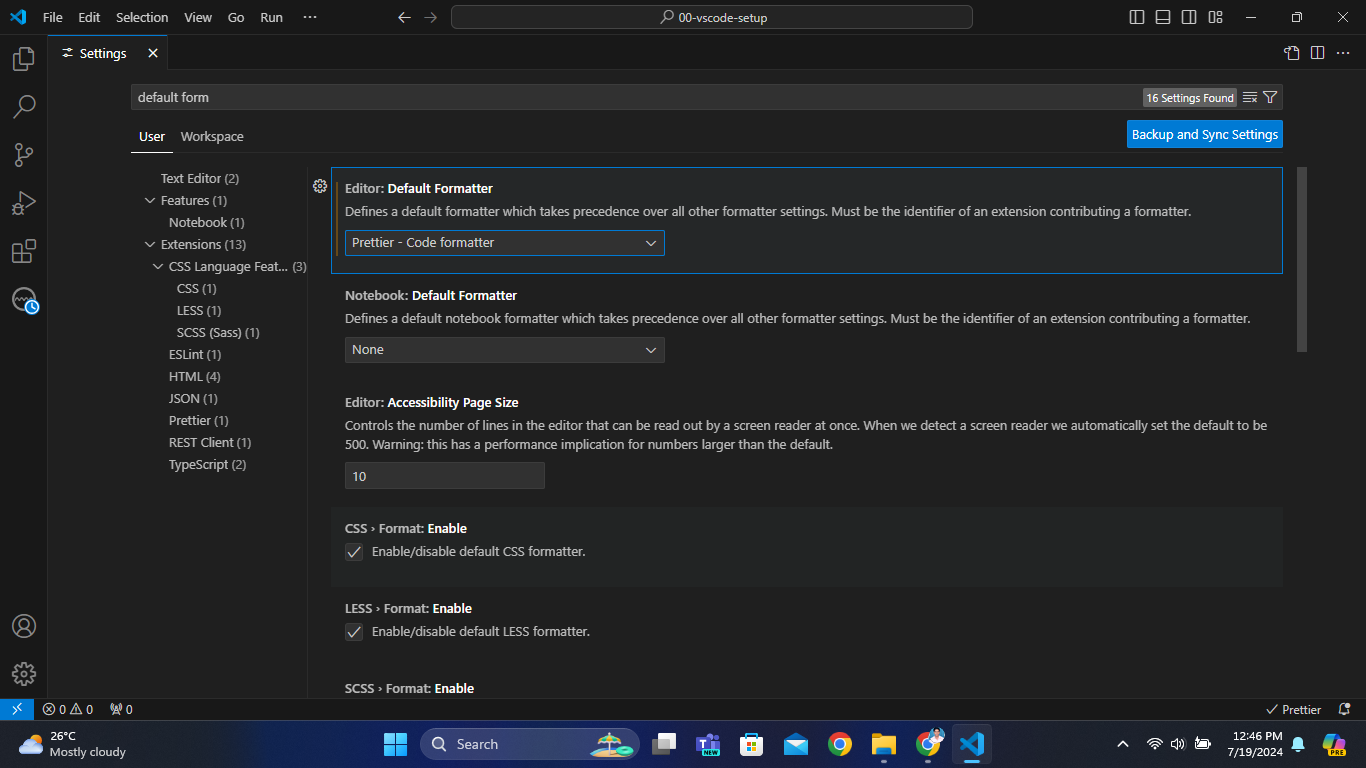 File Edit Selection View Go Run ···
00-vscode-setup
Settings
default form
16 Settings Found
User Workspace
Backup and Sync Settings
Text Editor (2)
Features (1)
Notebook (1)
Extensions (13)
CSS Language Feat... (3)
CSS (1)
LESS (1)
SCSS (Sass) (1)
ESLint (1)
HTML (4)
JSON (1)
Prettier (1)
REST Client (1)
TypeScript (2)
Editor: Default Formatter
Defines a default formatter which takes precedence over all other formatter settings. Must be the identifier of an extension contributing a formatter.
Prettier - Code formatter
Notebook: Default Formatter
Defines a default notebook formatter which takes precedence over all other formatter settings. Must be the identifier of an extension contributing a formatter.
None
Editor: Accessibility Page Size
Controls the number of lines in the editor that can be read out by a screen reader at once. When we detect a screen reader we automatically set the default to be
500. Warning: this has a performance implication for numbers larger than the default.
10
CSS › Format: Enable
Enable/disable default CSS formatter.
LESS › Format: Enable
Enable/disable default LESS formatter.
SCSS › Format: Enable
0 0 0
Prettier
26°C
Mostly cloudy
Search
NEW
12:46 PM
7/19/2024
PRE